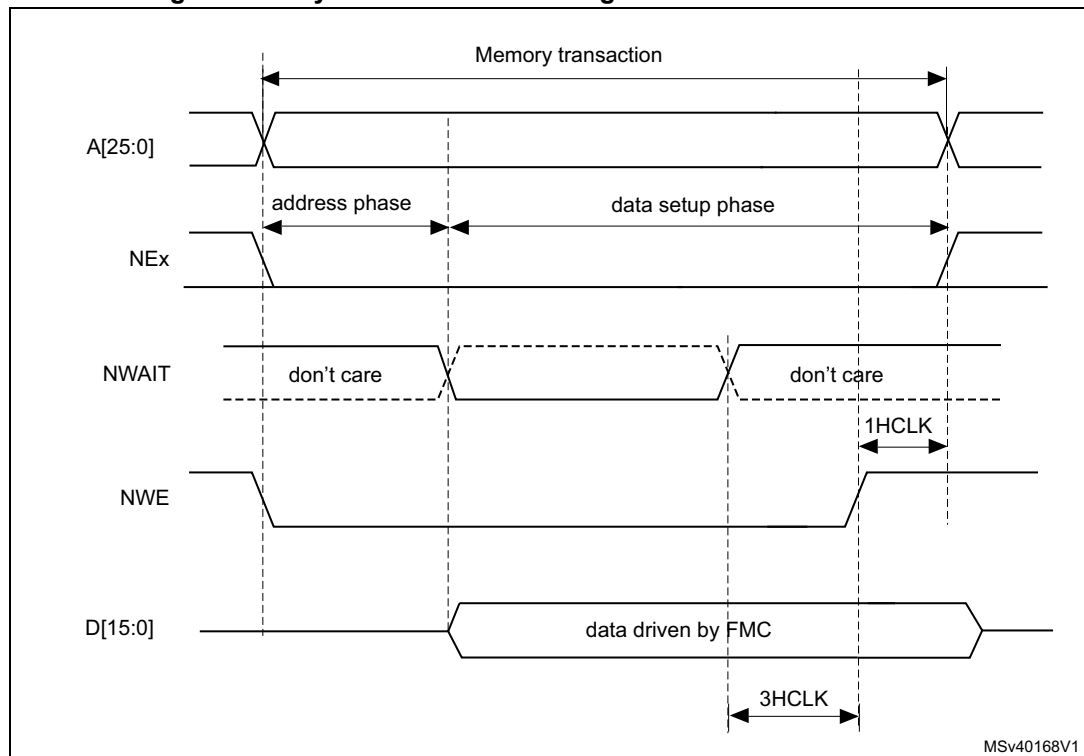 Memory transaction
A[25:0]
address phase
data setup phase
NEx
NWAIT
don't care
don't care
1HCLK
NWE
D[15:0]
data driven by FMC
3HCLK
MSv40168V1